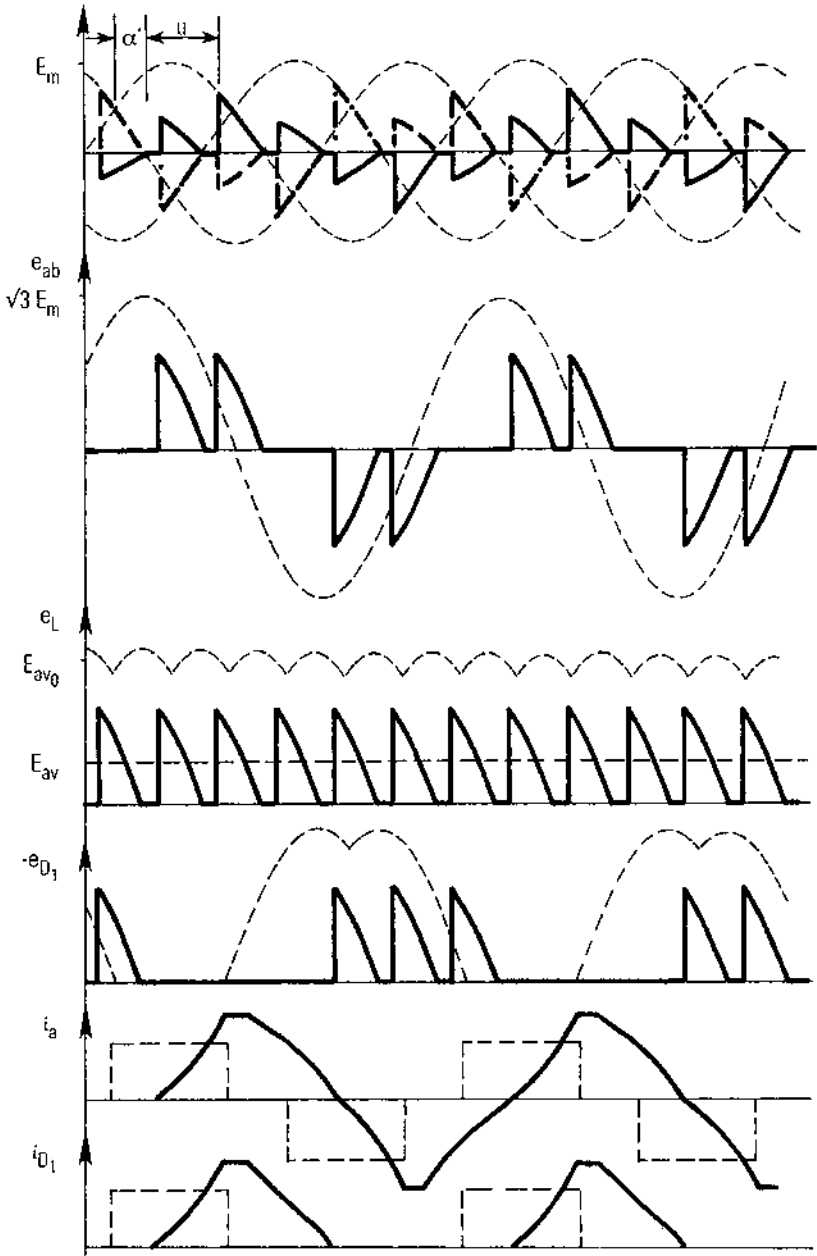 α' u
E_m
e_ab
√3 E_m
e_L
E_av0
E_av
-e_D1
i_a
i_D1